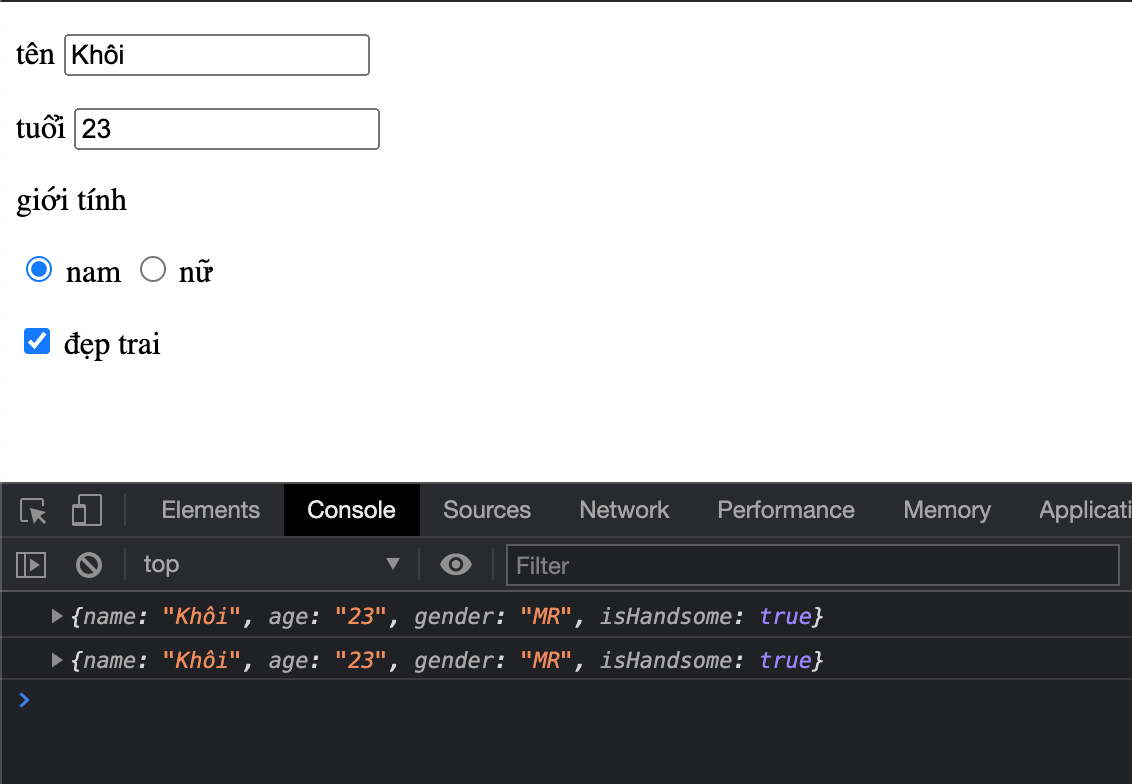 tên Khôi
tuổi 23
giới tính
nam nữ
đẹp trai
Elements Console Sources Network Performance Memory Applicati
top Filter
{name: "Khôi", age: "23", gender: "MR", isHandsome: true}
{name: "Khôi", age: "23", gender: "MR", isHandsome: true}